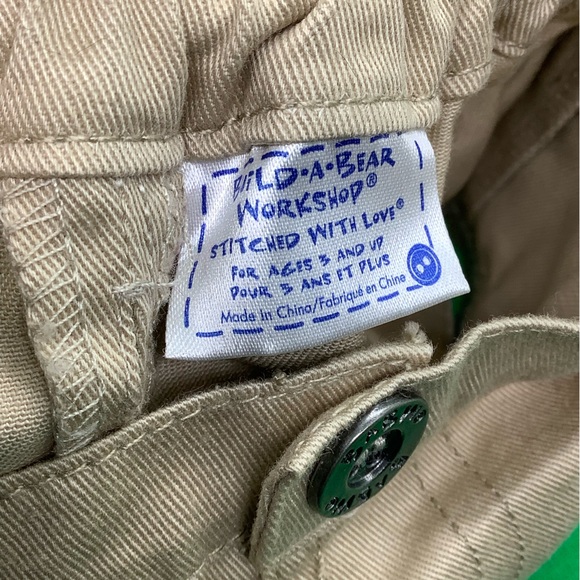 BUILD·A·BEAR
WORKSHOP®
STITCHED WITH LOVE®
FOR AGES 3 AND UP
POUR 3 ANS ET PLUS
Made in China/Fabriqué en Chine